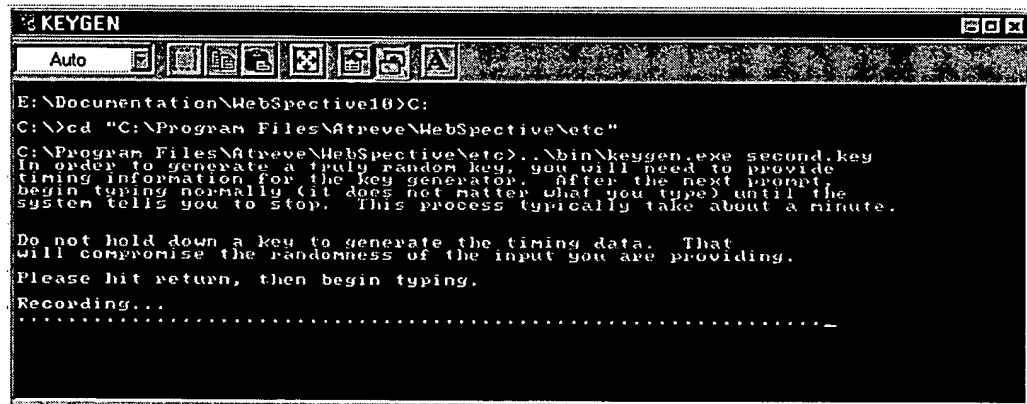 KEYGEN
Auto
A
E:\Documentation\WebSpective10>C:
C:\>cd "C:\Program Files\Atreve\WebSpective\etc"
C:\Program Files\Atreve\WebSpective\etc>..\bin\keygen.exe second.key
In order to generate a truly random key, you will need to provide
timing information for the key generator.  After the next prompt,
begin typing normally (it does not matter what you type) until the
system tells you to stop.  This process typically take about a minute.
Do not hold down a key to generate the timing data.  That
will compromise the randomness of the input you are providing.
Please hit return, then begin typing.
Recording...
.................................................................._